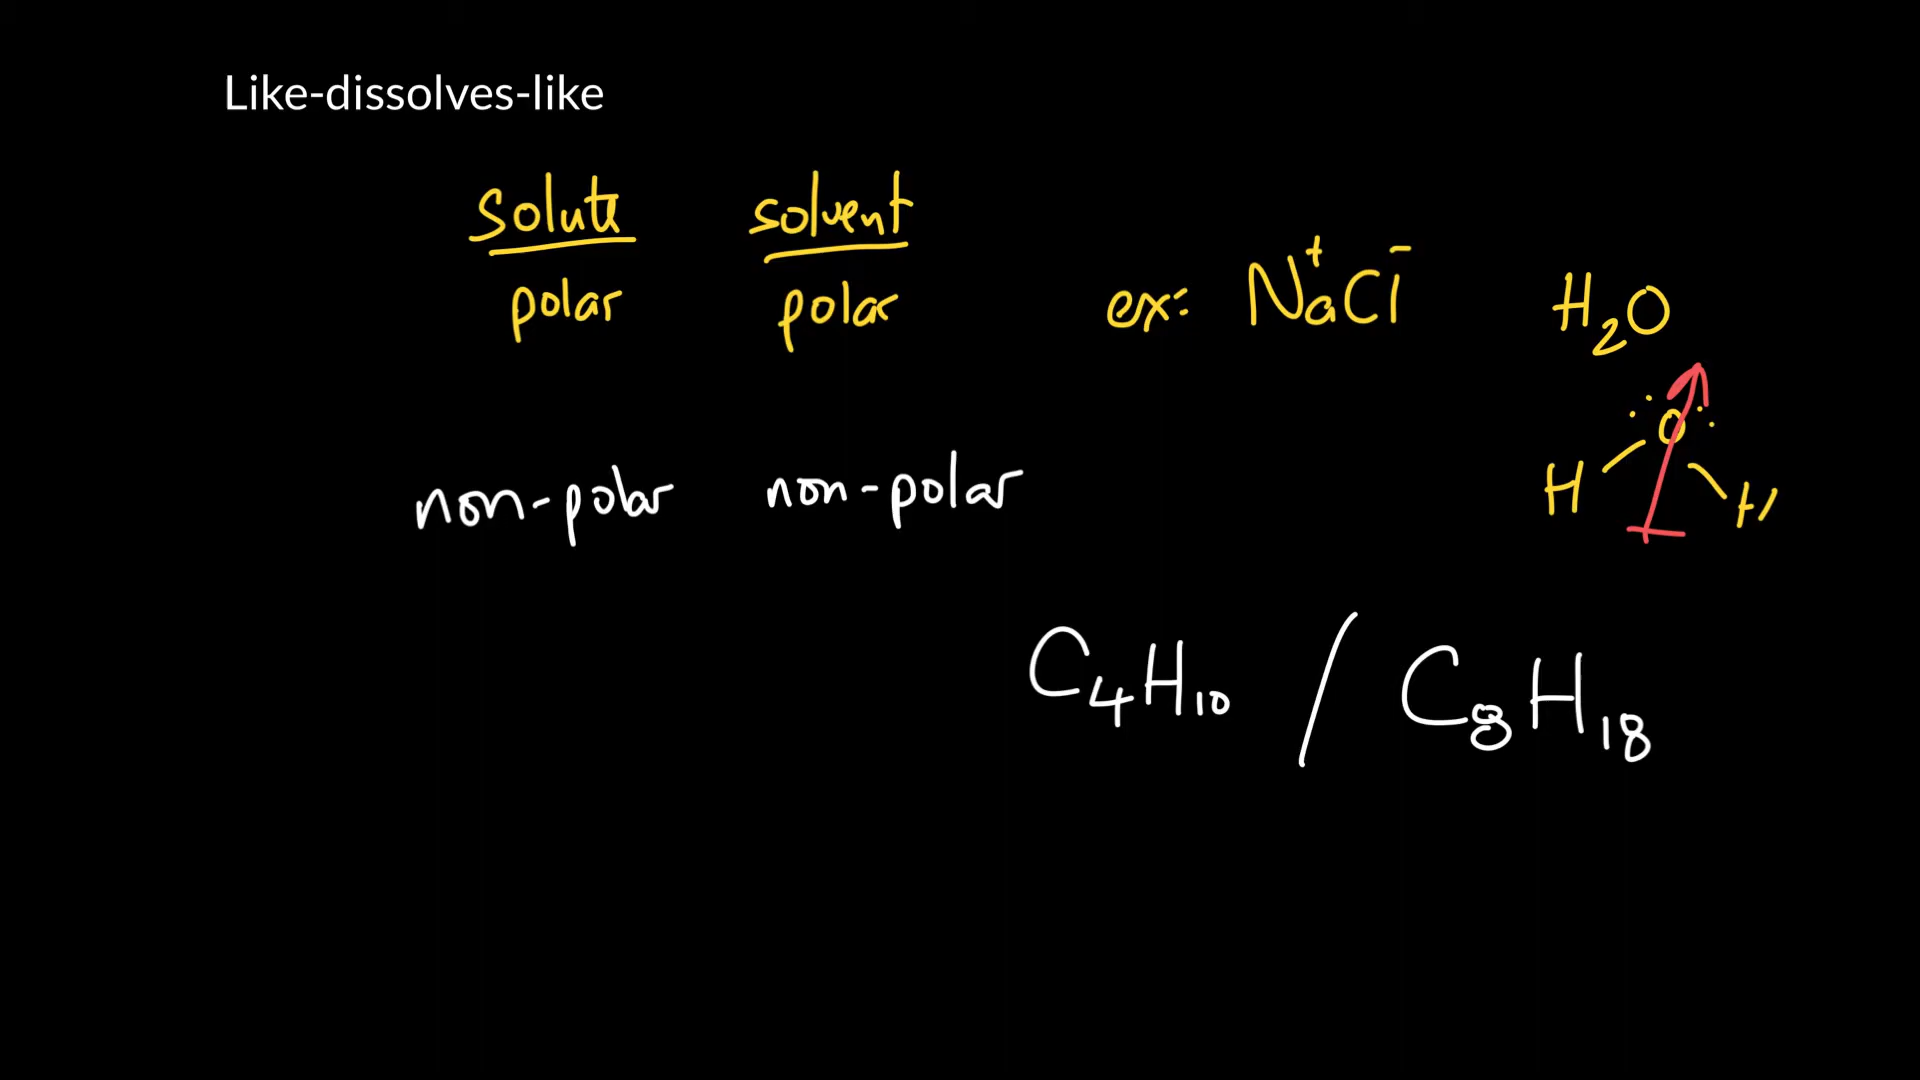 Like-dissolves-like
solute solvent
polar polar ex: Na⁺Cl⁻ H₂O
O
H H
non-polar non-polar
C₄H₁₀ / C₈H₁₈